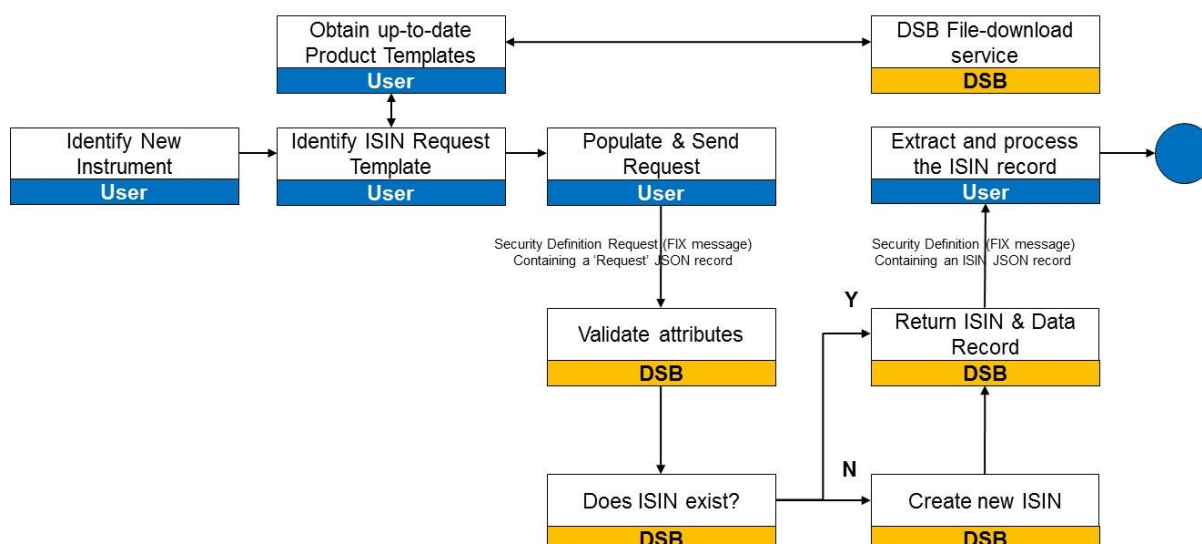 Obtain up-to-date
Product Templates
User
DSB File-download
service
DSB
Identify New
Instrument
User
Identify ISIN Request
Template
User
Populate & Send
Request
User
Extract and process
the ISIN record
User
Security Definition Request (FIX message)
Containing a ‘Request’ JSON record
Security Definition (FIX message)
Containing an ISIN JSON record
Y
Validate attributes
DSB
Return ISIN & Data
Record
DSB
N
Does ISIN exist?
DSB
Create new ISIN
DSB